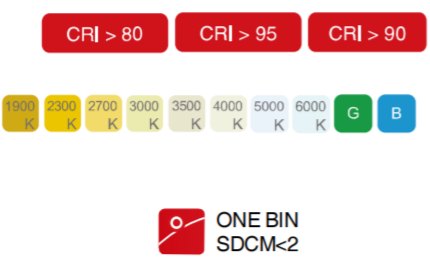 CRI > 80 CRI > 95 CRI > 90
1900 K 2300 K 2700 K 3000 K 3500 K 4000 K 5000 K 6000 K G B
ONE BIN
SDCM<2